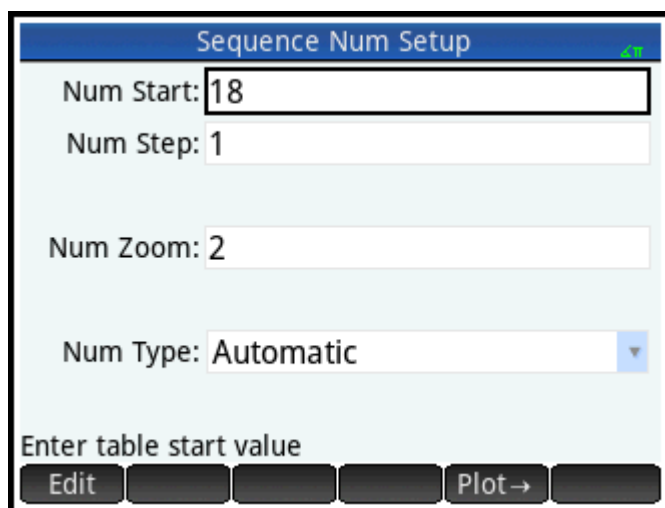 Sequence Num Setup
∡π
Num Start: 18
Num Step: 1
Num Zoom: 2
Num Type: Automatic
Enter table start value
Edit Plot→